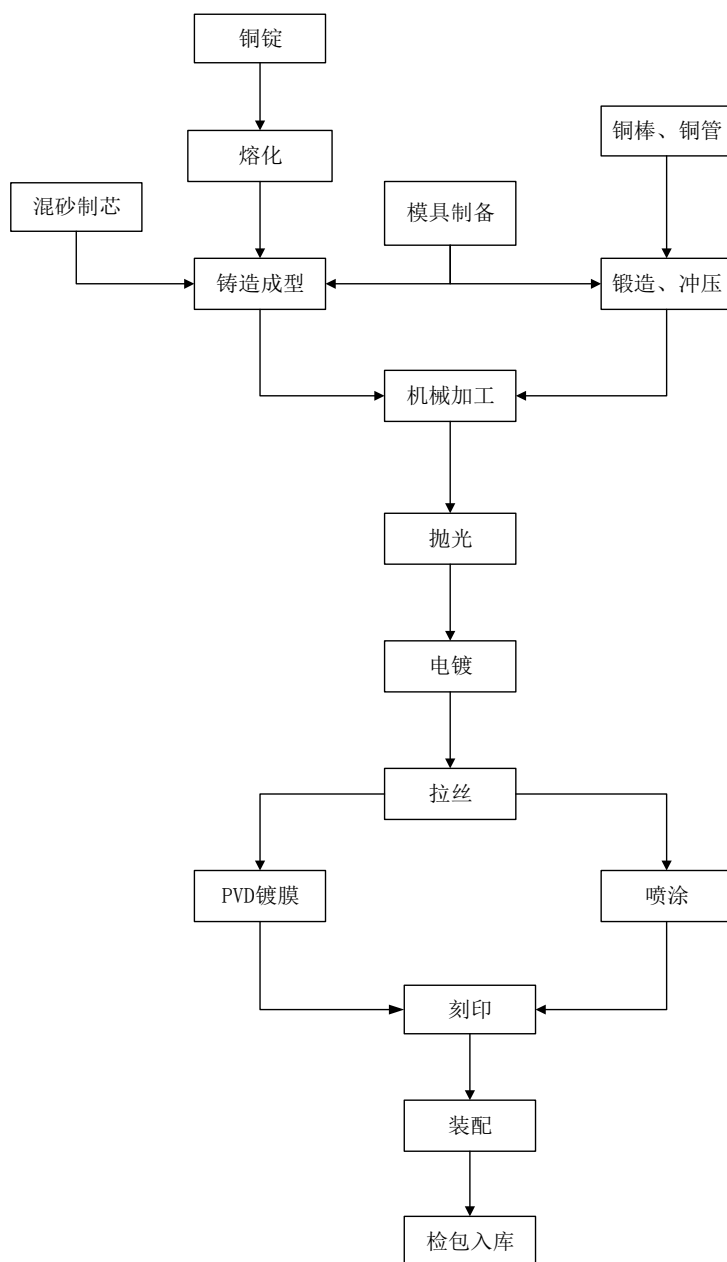 铜锭
铜棒、铜管
熔化
混砂制芯
模具制备
铸造成型
锻造、冲压
机械加工
抛光
电镀
拉丝
PVD镀膜
喷涂
刻印
装配
检包入库